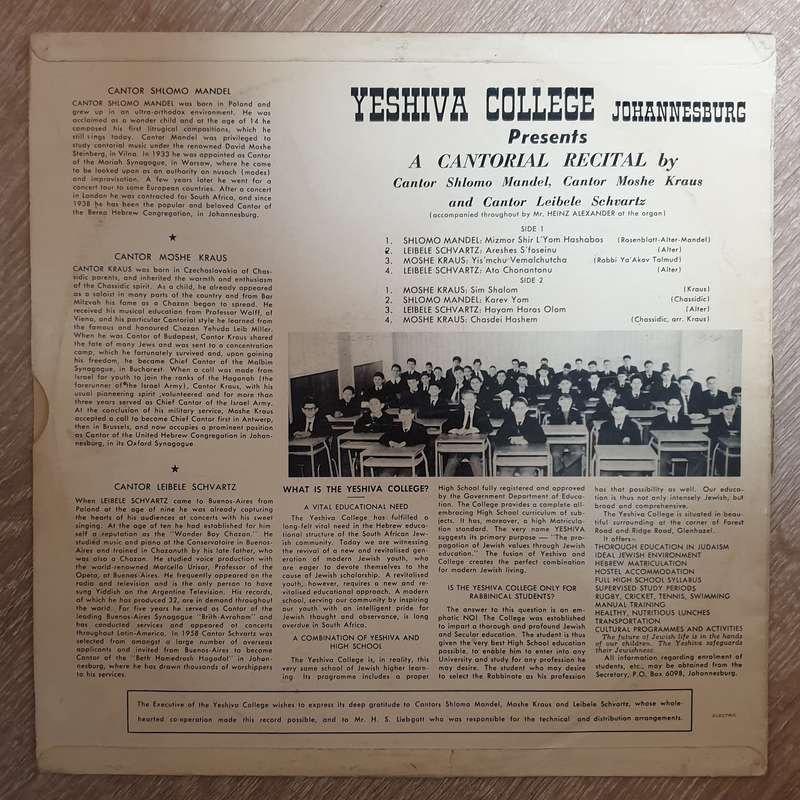 YESHIVA COLLEGE JOHANNESBURG
Presents
A CANTORIAL RECITAL by
Cantor Shlomo Mandel, Cantor Moshe Kraus
and Cantor Leibele Schvartz
(accompanied throughout by Mr. HEINZ ALEXANDER at the organ)
SIDE 1
1. SHLOMO MANDEL: Mizmor Shir L'Yom Hashabos (Rosenblatt-Alter-Mandel)
2. LEIBELE SCHVARTZ: Areshes S'foseinu (Alter)
3. MOSHE KRAUS: Yis'mchu Vemalchutcha (Rabbi Ya'Akov Talmud)
4. LEIBELE SCHVARTZ: Ato Chonantonu (Alter)
SIDE 2
1. MOSHE KRAUS: Sim Shalom (Kraus)
2. SHLOMO MANDEL: Karev Yom (Chassidic)
3. LEIBELE SCHVARTZ: Hayam Haras Olom (Alter)
4. MOSHE KRAUS: Chasdei Hashem (Chassidic, arr. Kraus)
CANTOR SHLOMO MANDEL
CANTOR SHLOMO MANDEL was born in Poland and
grew up in an ultra-orthodox environment. He was
acclaimed as a wonder child and at the age of 14 he
composed his first litrugical compositions, which he
still sings today. Cantor Mandel was privileged to
study cantorial music under the renowned David Moshe
Steinberg, in Vilna. In 1933 he was appointed as Cantor
of the Moriah Synagogue, in Warsaw, where he came
to be looked upon as an authority on nusach (modes)
and improvisation. A few years later he went for a
concert tour to some European countries. After a concert
in London he was contracted for South Africa, and since
1938 he has been the popular and beloved Cantor of
the Berea Hebrew Congregation, in Johannesburg.
★
CANTOR MOSHE KRAUS
CANTOR KRAUS was born in Czechoslovakia of Chas-
sidic parents, and inherited the warmth and enthusiasm
of the Chassidic spirit. As a child, he already appeared
as a soloist in many parts of the country and from Bar
Mitzvah his fame as a Chazan began to spread. He
received his musical education from Professor Wolff, of
Viena, and his particular Cantorial style he learned from
the famous and honoured Chazan Yehuda Leib Miller.
When he was Cantor of Budapest, Cantor Kraus shared
the fate of many Jews and was sent to a concentration
camp, which he fortunately survived and, upon gaining
his freedom, he became Chief Cantor of the Malbim
Synagogue, in Buchorest. When a call was made from
Israel for youth to join the ranks of the Haganah (the
forerunner of the Israel Army), Cantor Kraus, with his
usual pioneering spirit ,volunteered and for more than
three years served as Chief Cantor of the Israel Army.
At the conclusion of his military service, Moshe Kraus
accepted a call to become Chief Cantor first in Antwerp,
then in Brussels, and now occupies a prominent position
as Cantor of the United Hebrew Congregation in Johan-
nesburg, in its Oxford Synagogue.
★
CANTOR LEIBELE SCHVARTZ
When LEIBELE SCHVARTZ came to Buenos-Aires from
Poland at the age of nine he was already capturing
the hearts of his audiences at concerts with his sweet
singing. At the age of ten he had established for him
self a reputation as the "Wonder Boy Chazan." He
studied music and piano at the Conservatoire in Buenos-
Aires and trained in Chazanuth by his late father, who
was also a Chazan. He studied voice production with
the world-renowned Marcello Urisar, Professor of the
Opera, at Buenos-Aires. He frequently appeared on the
radio and television and is the only person to have
sung Yiddish on the Argentine Television. His records,
of which he has produced 32, are in demand throughout
the world. For five years he served as Cantor of the
leading Buenos-Aires Synagogue "Brith-Avraham" and
has conducted services and appeared at concerts
throughout Latin-America. In 1958 Cantor Schvartz was
selected from amongst a large number of overseas
applicants and invited from Buenos-Aires to become
Cantor of the "Beth Hamedrosh Hagadol" in Johan-
nesburg, where he has drawn thousands of worshippers
to his services.
WHAT IS THE YESHIVA COLLEGE?
A VITAL EDUCATIONAL NEED
The Yeshiva College has fulfilled a
long-felt vital need in the Hebrew educa-
tional structure of the South African Jew-
ish community. Today we are witnessing
the revival of a new and revitalised gen-
eration of modern Jewish youth, who
are eager to devote themselves to the
cause of Jewish scholarship. A revitalised
youth, however, requires a new and re-
vitalised educational approach. A modern
school, serving our community by inspiring
our youth with an intelligent pride for
Jewish thought and observance, is long
overdue in South Africa.
A COMBINATION OF YESHIVA AND
HIGH SCHOOL
The Yeshiva College is, in reality, this
very same school of Jewish higher learn-
ing. Its programme includes a proper
High School fully registered and approved
by the Government Department of Educa-
tion. The College provides a complete all-
embracing High School curriculum of sub-
jects. It has, moreover, a high Matricula-
tion standard. The very name YESHIVA
suggests its primary purpose — "The pro-
pagation of Jewish values through Jewish
education." The fusion of Yeshiva and
College creates the perfect combination
for modern Jewish living.
IS THE YESHIVA COLLEGE ONLY FOR
RABBINICAL STUDENTS?
The answer to this question is an em-
phatic NO! The College was established
to impart a thorough and profound Jewish
and Secular education. The student is thus
given the very best High School education
possible, to enable him to enter into any
University and study for any profession he
may desire. The student who may desire
to select the Rabbinate as his profession
has that possibility as well. Our educa-
tion is thus not only intensely Jewish, but
broad and comprehensive.
The Yeshiva College is situated in beau-
tiful surrounding at the corner of Forest
Road and Ridge Road, Glenhazel.
It offers:-
THOROUGH EDUCATION IN JUDAISM
IDEAL JEWISH ENVIRONMENT
HEBREW MATRICULATION
HOSTEL ACCOMMODATION
FULL HIGH SCHOOL SYLLABUS
SUPERVISED STUDY PERIODS
RUGBY, CRICKET, TENNIS, SWIMMING
MANUAL TRAINING
HEALTHY, NUTRITIOUS LUNCHES
TRANSPORTATION
CULTURAL PROGRAMMES AND ACTIVITIES
The future of Jewish life is in the hands
of our children. The Yeshiva safeguards
their Jewishness.
All information regarding enrolment of
students, etc., may be obtained from the
Secretary, P.O. Box 6098, Johannesburg.
The Executive of the Yeshiva College wishes to express its deep gratitude to Cantors Shlomo Mandel, Moshe Kraus and Leibele Schvartz, whose whole-
hearted co-operation made this record possible, and to Mr. H. S. Liebgott who was responsible for the technical and distribution arrangements.
ELECTRIC